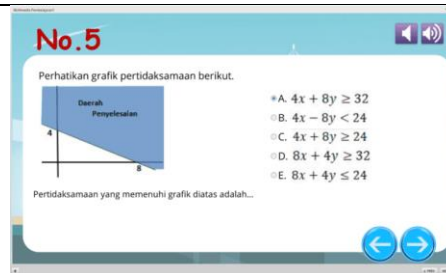 No.5
Perhatikan grafik pertidaksamaan berikut.
Daerah
Penyelesaian
4
8
Pertidaksamaan yang memenuhi grafik diatas adalah...
A. 4x + 8y ≥ 32
B. 4x − 8y < 24
C. 4x + 8y ≥ 24
D. 8x + 4y ≥ 32
E. 8x + 4y ≤ 24